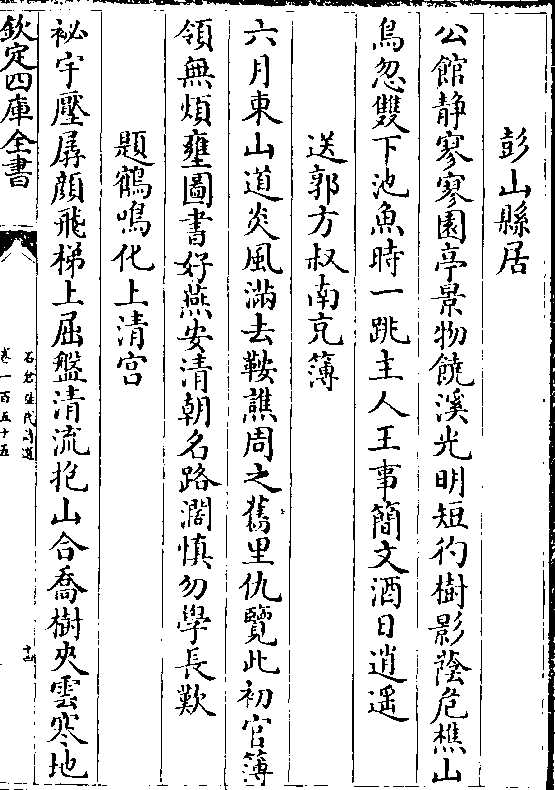 彭山縣居
公館静寥寥園亭景物饒溪光明短彴樹影蔭危樵山
鳥忽雙下池魚時一跳主人王事簡文酒日逍遥
送郭方叔南充簿
六月東山道炎風滿去鞍譙周之舊里仇覽此初官簿
領無煩壅圖書好燕安清朝名路濶慎勿學長歎
題鶴鳴化上清宫
祕宇壓孱顔飛梯上屈盤清流抱山合喬樹夾雲寒地
欽定四庫全書
石倉歷代詩選
卷一百五十五